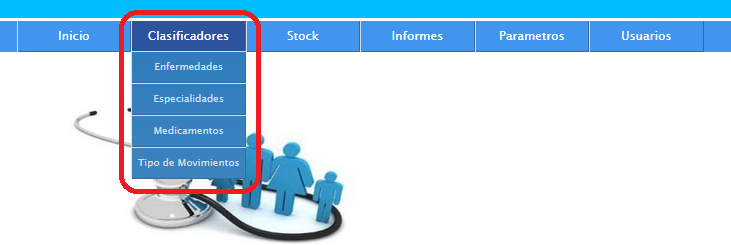 Inicio Clasificadores Stock Informes Parametros Usuarios
Enfermedades
Especialidades
Medicamentos
Tipo de Movimientos